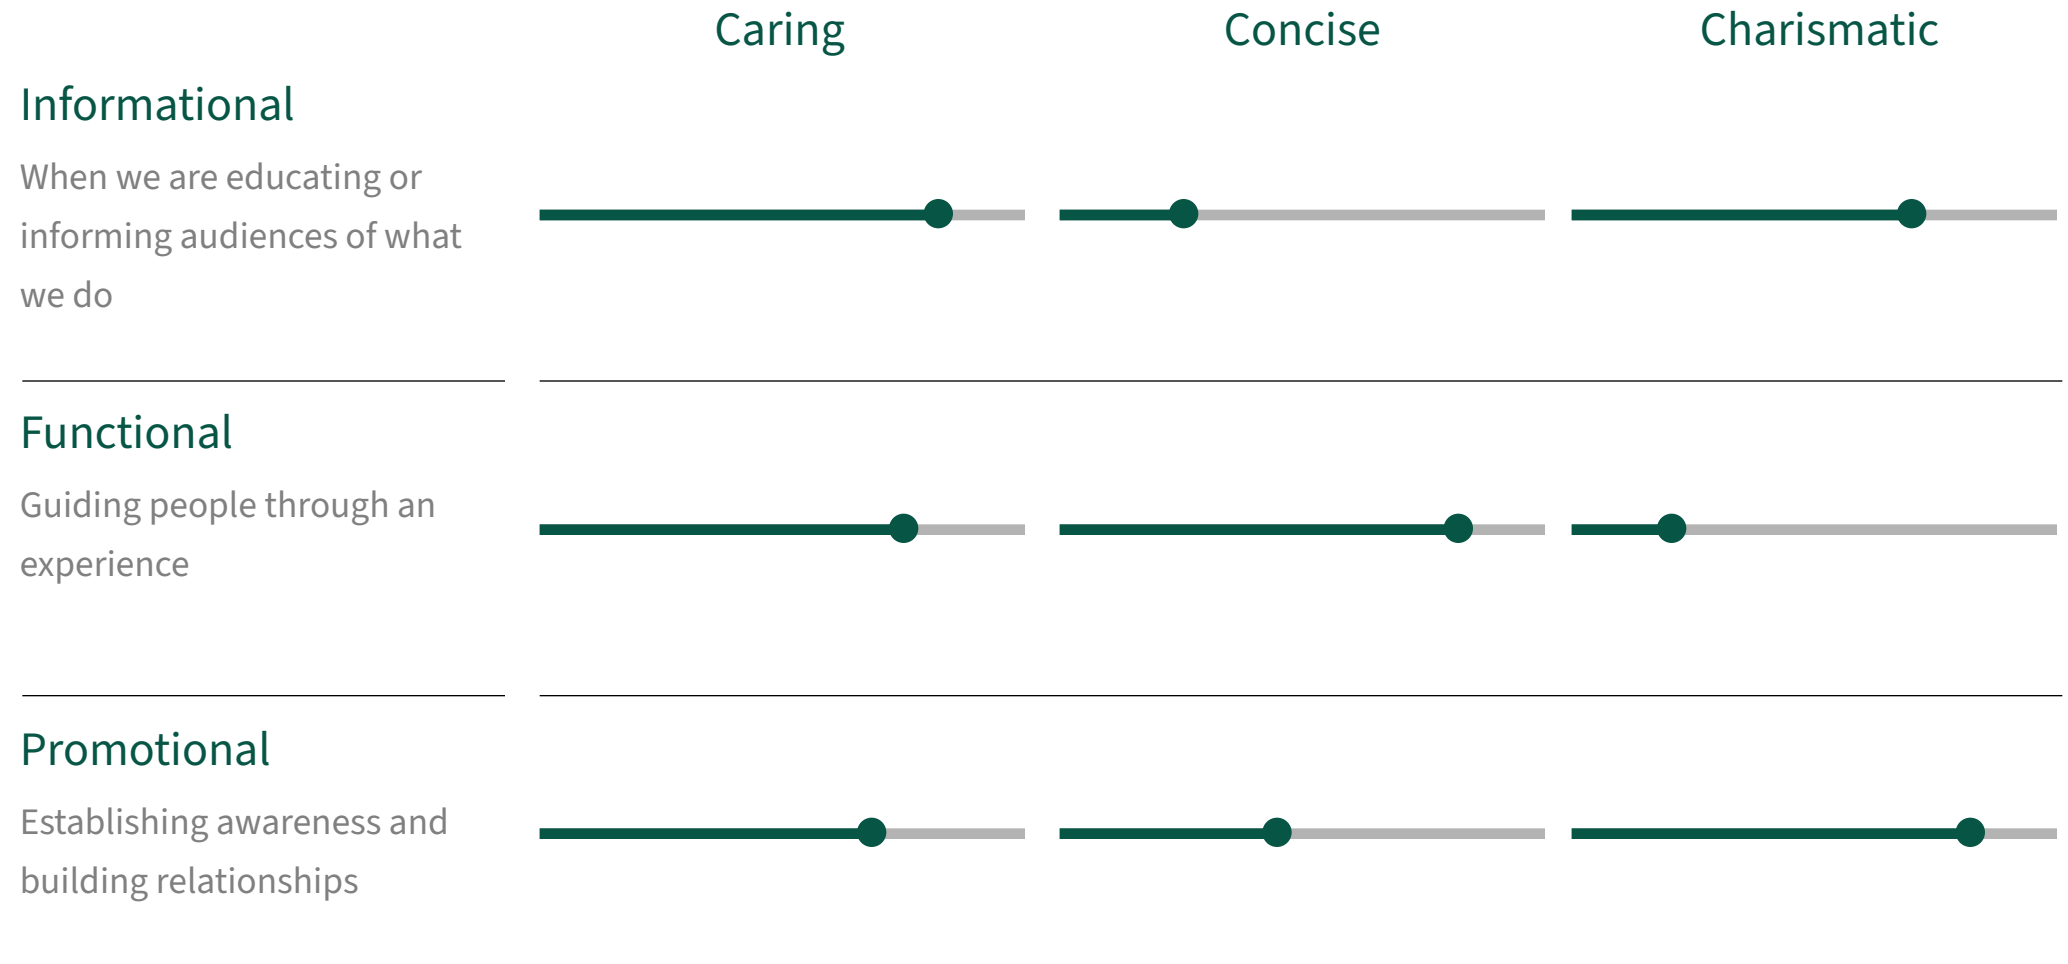 Caring Concise Charismatic
Informational
When we are educating or
informing audiences of what
we do
Functional
Guiding people through an
experience
Promotional
Establishing awareness and
building relationships